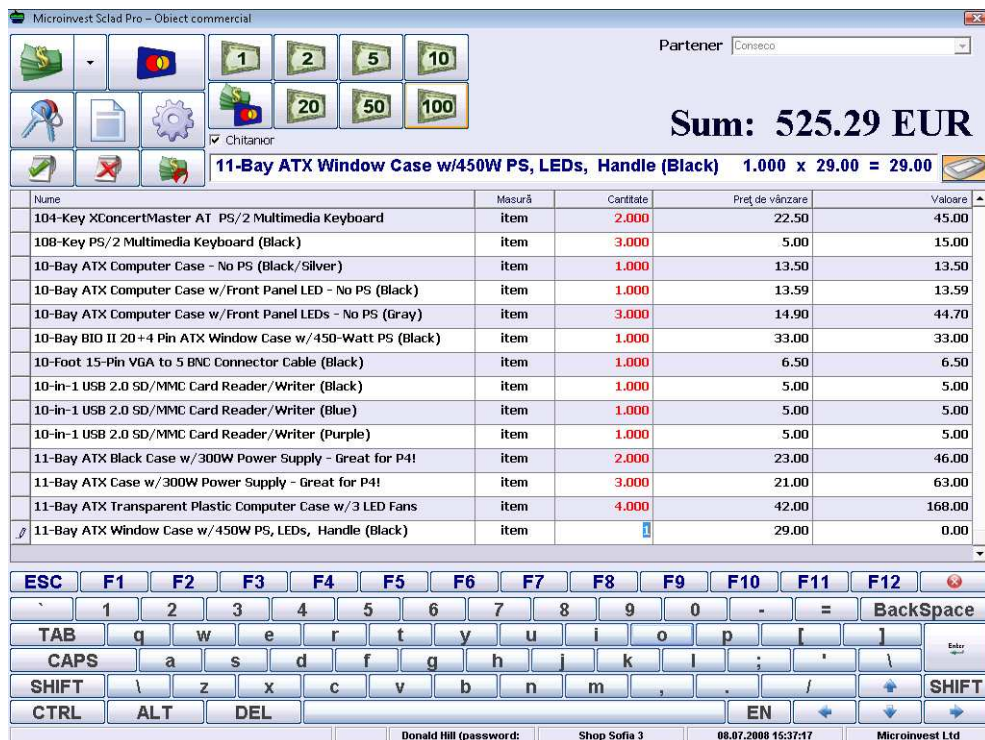 Microinvest Sclad Pro – Obiect commercial
Partener Conseco
1 2 5 10
20 50 100
Chitanıor
Sum: 525.29 EUR
11-Bay ATX Window Case w/450W PS, LEDs, Handle (Black) 1.000 x 29.00 = 29.00
Nume Masură Cantitate Preţ de vânzare Valoare
104-Key XConcertMaster AT PS/2 Multimedia Keyboard item 2.000 22.50 45.00
108-Key PS/2 Multimedia Keyboard (Black) item 3.000 5.00 15.00
10-Bay ATX Computer Case - No PS (Black/Silver) item 1.000 13.50 13.50
10-Bay ATX Computer Case w/Front Panel LED - No PS (Black) item 1.000 13.59 13.59
10-Bay ATX Computer Case w/Front Panel LEDs - No PS (Gray) item 3.000 14.90 44.70
10-Bay BIO II 20+4 Pin ATX Window Case w/450-Watt PS (Black) item 1.000 33.00 33.00
10-Foot 15-Pin VGA to 5 BNC Connector Cable (Black) item 1.000 6.50 6.50
10-in-1 USB 2.0 SD/MMC Card Reader/Writer (Black) item 1.000 5.00 5.00
10-in-1 USB 2.0 SD/MMC Card Reader/Writer (Blue) item 1.000 5.00 5.00
10-in-1 USB 2.0 SD/MMC Card Reader/Writer (Purple) item 1.000 5.00 5.00
11-Bay ATX Black Case w/300W Power Supply - Great for P4! item 2.000 23.00 46.00
11-Bay ATX Case w/300W Power Supply - Great for P4! item 3.000 21.00 63.00
11-Bay ATX Transparent Plastic Computer Case w/3 LED Fans item 4.000 42.00 168.00
11-Bay ATX Window Case w/450W PS, LEDs, Handle (Black) item 1 29.00 0.00
ESC F1 F2 F3 F4 F5 F6 F7 F8 F9 F10 F11 F12
` 1 2 3 4 5 6 7 8 9 0 - = BackSpace
TAB q w e r t y u i o p [ ] Enter
CAPS a s d f g h j k l ; ' \
SHIFT \ z x c v b n m , . / SHIFT
CTRL ALT DEL EN
Donald Hill (password: Shop Sofia 3 08.07.2008 15:37:17 Microinvest Ltd